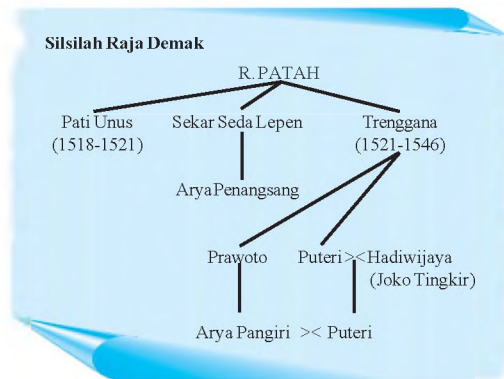 Silsilah Raja Demak
R. PATAH
Pati Unus Sekar Seda Lepen Trenggana
(1518-1521) (1521-1546)
Arya Penangsang
Prawoto Puteri >< Hadiwijaya
(Joko Tingkir)
Arya Pangiri >< Puteri